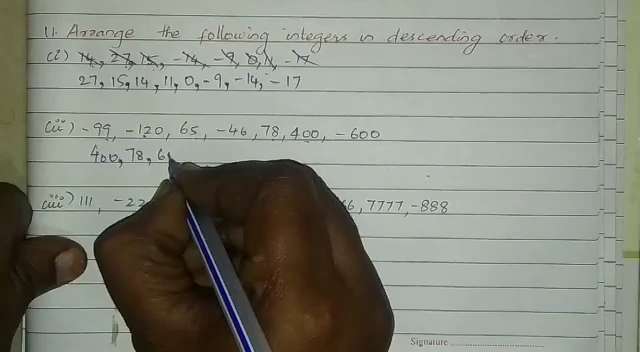 11. Arrange the following integers in descending order.
(i) 14, 27, 15, -14, -9, 0, 11, -17
27, 15, 14, 11, 0, -9, -14, -17
(ii) -99, -120, 65, -46, 78, 400, -600
400, 78, 6
(iii) 111, -22 66, 7777, -888
Signature